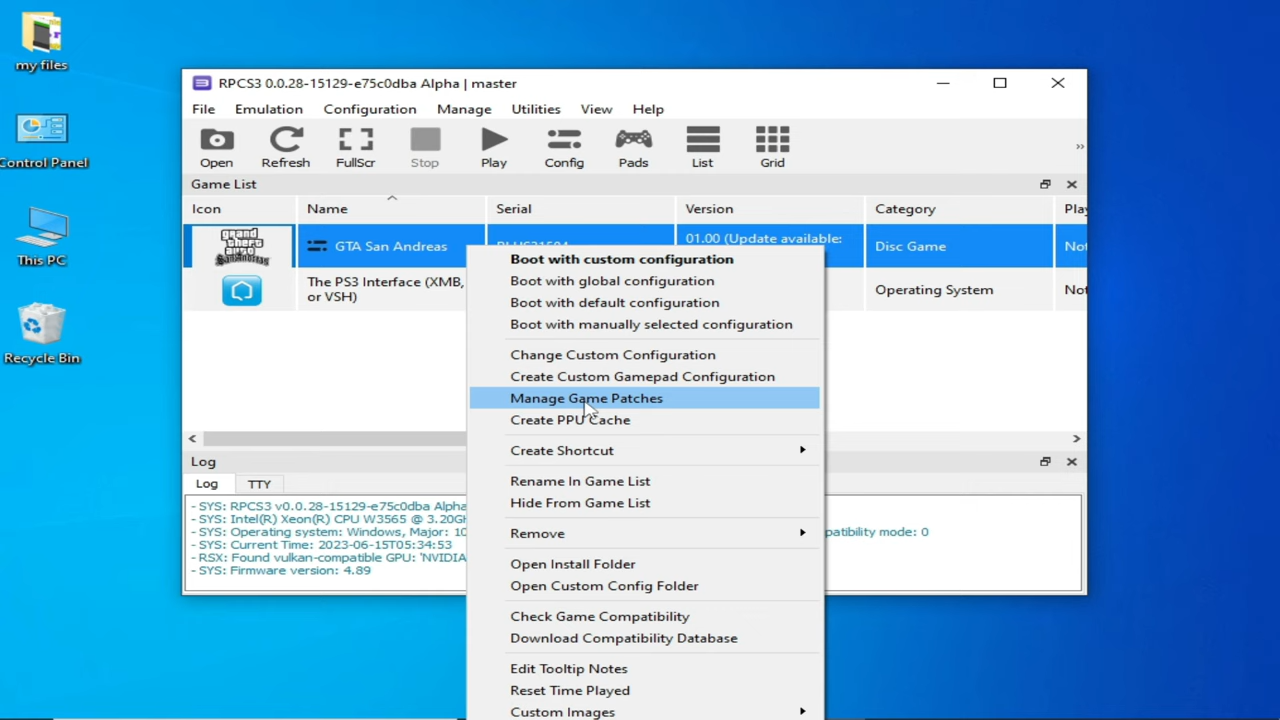 my files
Control Panel
This PC
Recycle Bin
RPCS3 0.0.28-15129-e75c0dba Alpha | master
File Emulation Configuration Manage Utilities View Help
Open Refresh FullScr Stop Play Config Pads List Grid
Game List
Icon Name Serial Version Category
grand theft auto San Andreas
GTA San Andreas 01.00 (Update available: Disc Game
The PS3 Interface (XMB, or VSH) Operating System
Boot with custom configuration
Boot with global configuration
Boot with default configuration
Boot with manually selected configuration
Change Custom Configuration
Create Custom Gamepad Configuration
Manage Game Patches
Create PPU Cache
Create Shortcut
Rename In Game List
Hide From Game List
Remove
Open Install Folder
Open Custom Config Folder
Check Game Compatibility
Download Compatibility Database
Edit Tooltip Notes
Reset Time Played
Custom Images
Log
Log TTY
- SYS: RPCS3 v0.0.28-15129-e75c0dba Alpha
- SYS: Intel(R) Xeon(R) CPU W3565 @ 3.20GH
- SYS: Operating system: Windows, Major: 10 patibility mode: 0
- SYS: Current Time: 2023-06-15T05:34:53
- RSX: Found vulkan-compatible GPU: 'NVIDIA
- SYS: Firmware version: 4.89